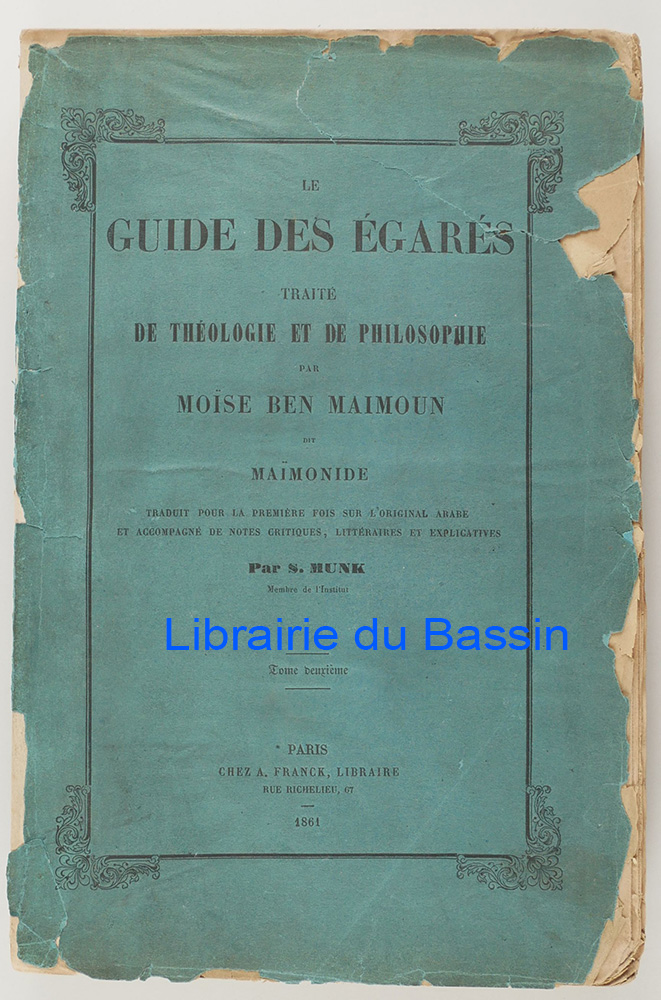 LE
GUIDE DES ÉGARÉS
TRAITÉ
DE THÉOLOGIE ET DE PHILOSOPHIE
PAR
MOÏSE BEN MAIMOUN
DIT
MAÏMONIDE
TRADUIT POUR LA PREMIÈRE FOIS SUR L'ORIGINAL ARABE
ET ACCOMPAGNÉ DE NOTES CRITIQUES, LITTÉRAIRES ET EXPLICATIVES
Par S. MUNK
Membre de l'Institut
Librairie du Bassin
Tome deuxième
PARIS
CHEZ A. FRANCK, LIBRAIRE
RUE RICHELIEU, 67
1861